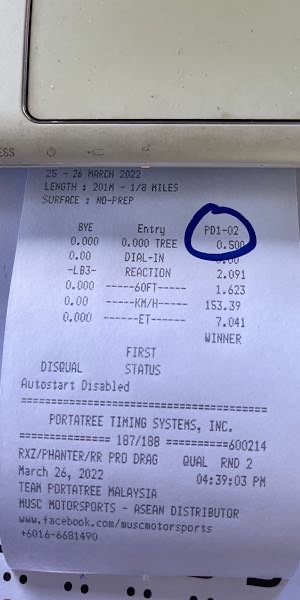 ESS
25 - 26 MARCH 2022
LENGTH : 201M - 1/8 MILES
SURFACE : NO-PREP
BYE Entry PD1-02
0.000 0.000 TREE 0.500
0.00 DIAL-IN 0.00
-LB3- REACTION 2.091
0.000 -----60FT----- 1.623
0.00 -----KM/H----- 153.39
0.000 ------ET------ 7.041
WINNER
FIRST
DISQUAL STATUS
Autostart Disabled
========================================
PORTATREE TIMING SYSTEMS, INC.
=============== 187/188 ==========600214
RXZ/PHANTER/RR PRO DRAG QUAL RND 2
March 26, 2022 04:39:03 PM
TEAM PORTATREE MALAYSIA
MUSC MOTORSPORTS - ASEAN DISTRIBUTOR
www.facebook.com/muscmotorsports
+6016-6681490